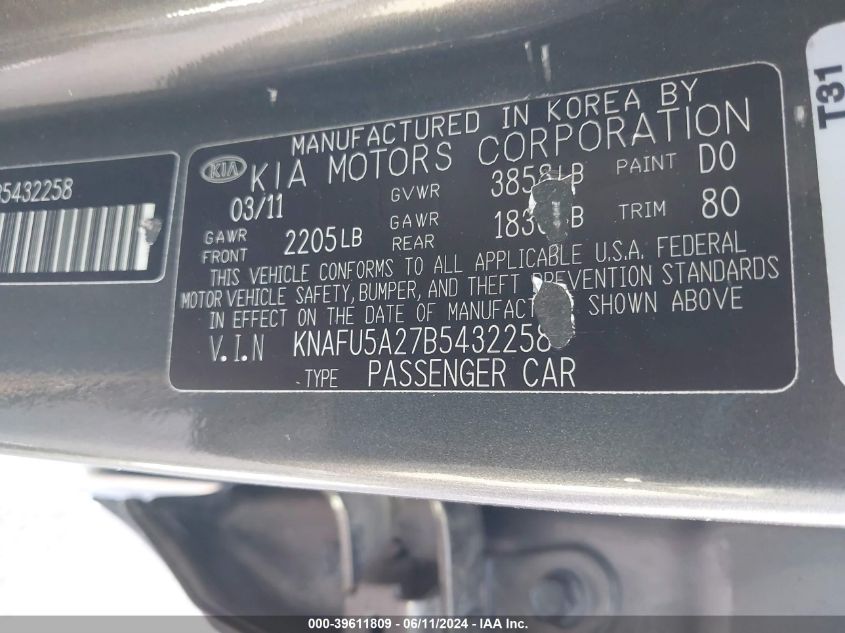 MANUFACTURED IN KOREA BY
KIA KIA MOTORS CORPORATION
03/11 GVWR PAINT D0
GAWR FRONT 2205LB GAWR REAR TRIM 80
THIS VEHICLE CONFORMS TO ALL APPLICABLE U.S.A. FEDERAL
MOTOR VEHICLE SAFETY, BUMPER, AND THEFT PREVENTION STANDARDS
IN EFFECT ON THE DATE OF MANUFACT SHOWN ABOVE
V.I.N KNAFU5A27B5432258
TYPE PASSENGER CAR
B5432258
T31
000-39611809 - 06/11/2024 - IAA Inc.